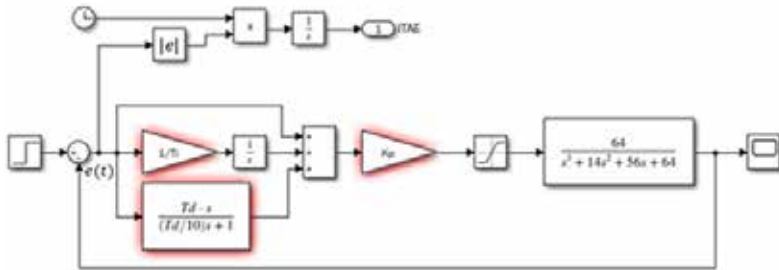 x
1
s
1
ITAE
|e|
e(t)
1/Ti
1
s
Kp
64
s³ + 14s² + 56s + 64
Td · s
(Td/10)s + 1